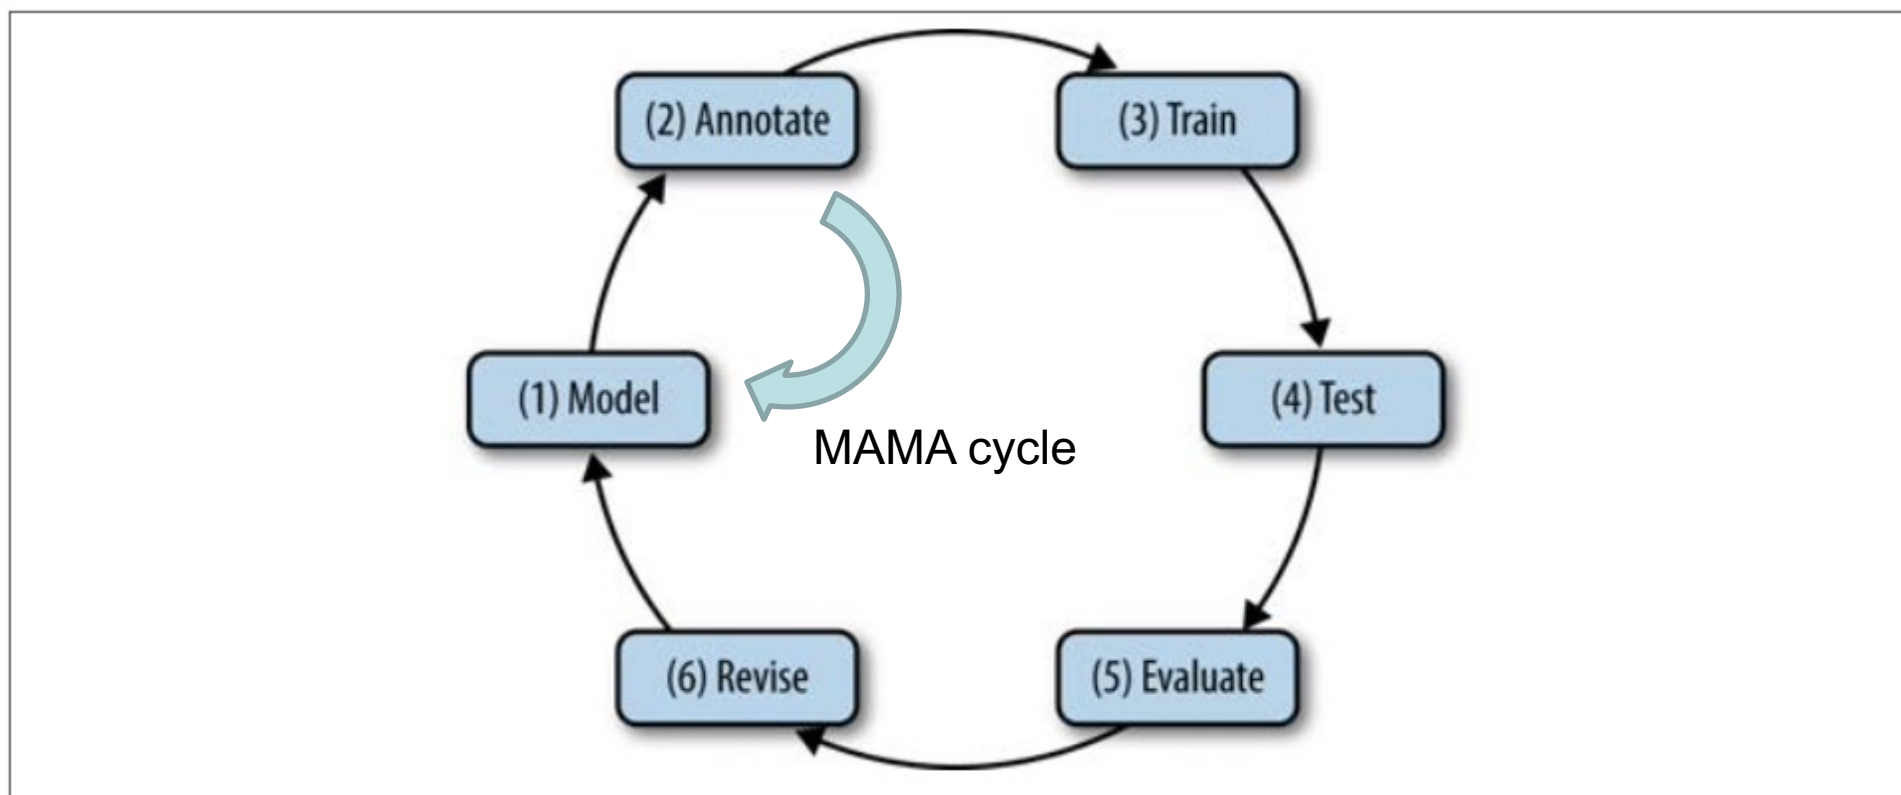 (2) Annotate
(3) Train
(1) Model
(4) Test
MAMA cycle
(6) Revise
(5) Evaluate